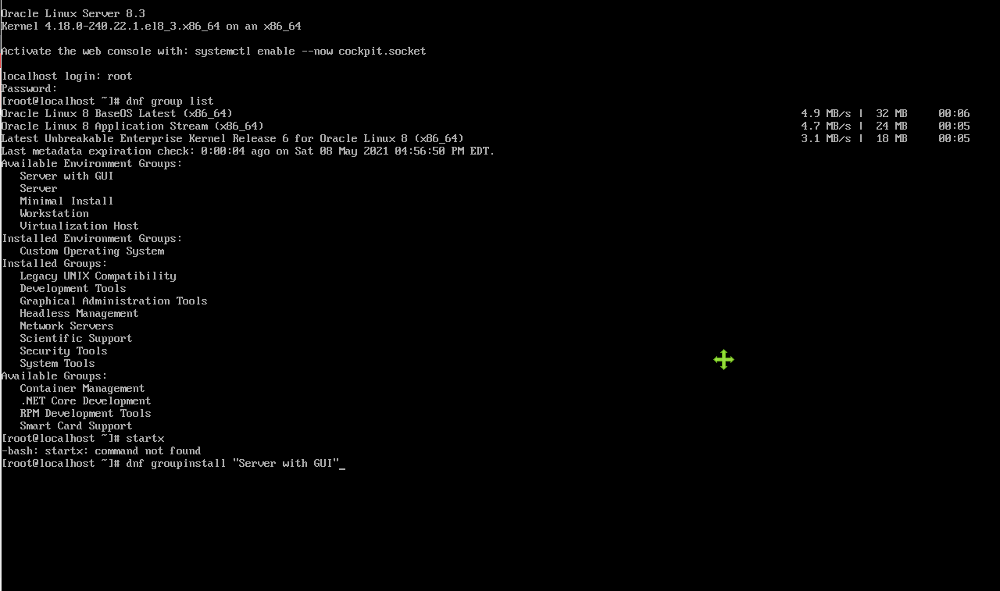 Oracle Linux Server 8.3
Kernel 4.18.0-240.22.1.el8_3.x86_64 on an x86_64
Activate the web console with: systemctl enable --now cockpit.socket
localhost login: root
Password:
[root@localhost ~]# dnf group list
Oracle Linux 8 BaseOS Latest (x86_64) 4.9 MB/s | 32 MB 00:06
Oracle Linux 8 Application Stream (x86_64) 4.7 MB/s | 24 MB 00:05
Latest Unbreakable Enterprise Kernel Release 6 for Oracle Linux 8 (x86_64) 3.1 MB/s | 18 MB 00:05
Last metadata expiration check: 0:00:04 ago on Sat 08 May 2021 04:56:50 PM EDT.
Available Environment Groups:
Server with GUI
Server
Minimal Install
Workstation
Virtualization Host
Installed Environment Groups:
Custom Operating System
Installed Groups:
Legacy UNIX Compatibility
Development Tools
Graphical Administration Tools
Headless Management
Network Servers
Scientific Support
Security Tools
System Tools
Available Groups:
Container Management
.NET Core Development
RPM Development Tools
Smart Card Support
[root@localhost ~]# startx
-bash: startx: command not found
[root@localhost ~]# dnf groupinstall "Server with GUI"_